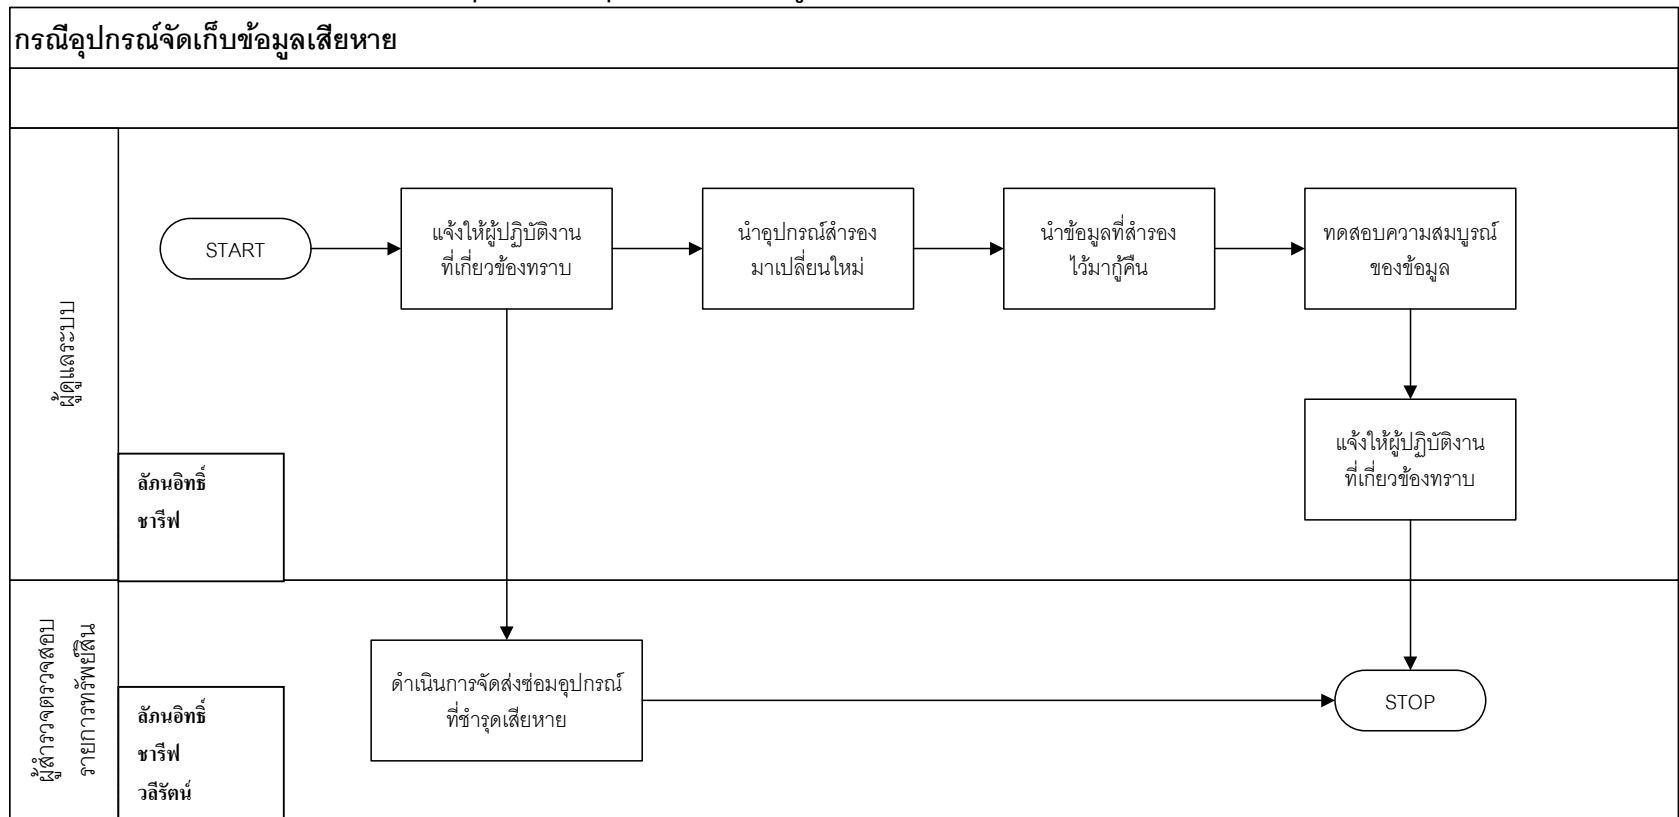 กรณีอุปกรณ์จัดเก็บข้อมูลเสียหาย
START
แจ้งให้ผู้ปฏิบัติงาน
ที่เกี่ยวข้องทราบ
นำอุปกรณ์สำรอง
มาเปลี่ยนใหม่
นำข้อมูลที่สำรอง
ไว้มากู้คืน
ทดสอบความสมบูรณ์
ของข้อมูล
ผู้ดูแลระบบ
แจ้งให้ผู้ปฏิบัติงาน
ที่เกี่ยวข้องทราบ
ลัภนอิทธิ์
ชารีฟ
ผู้สำรวจตรวจสอบ
รายการทรัพย์สิน
ดำเนินการจัดส่งซ่อมอุปกรณ์
ที่ชำรุดเสียหาย
STOP
ลัภนอิทธิ์
ชารีฟ
วลีรัตน์